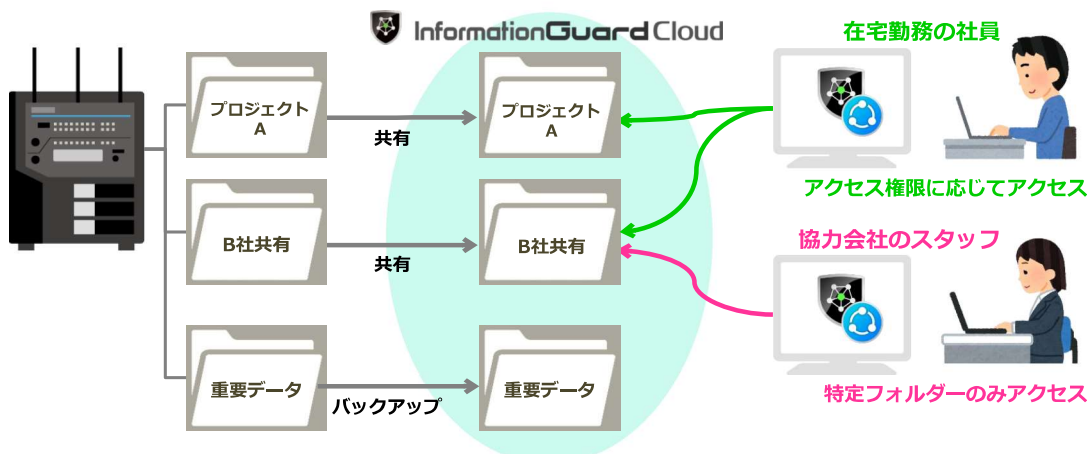 InformationGuard Cloud
在宅勤務の社員
プロジェクト
A
共有
プロジェクト
A
アクセス権限に応じてアクセス
B社共有
共有
B社共有
協力会社のスタッフ
重要データ
バックアップ
重要データ
特定フォルダーのみアクセス